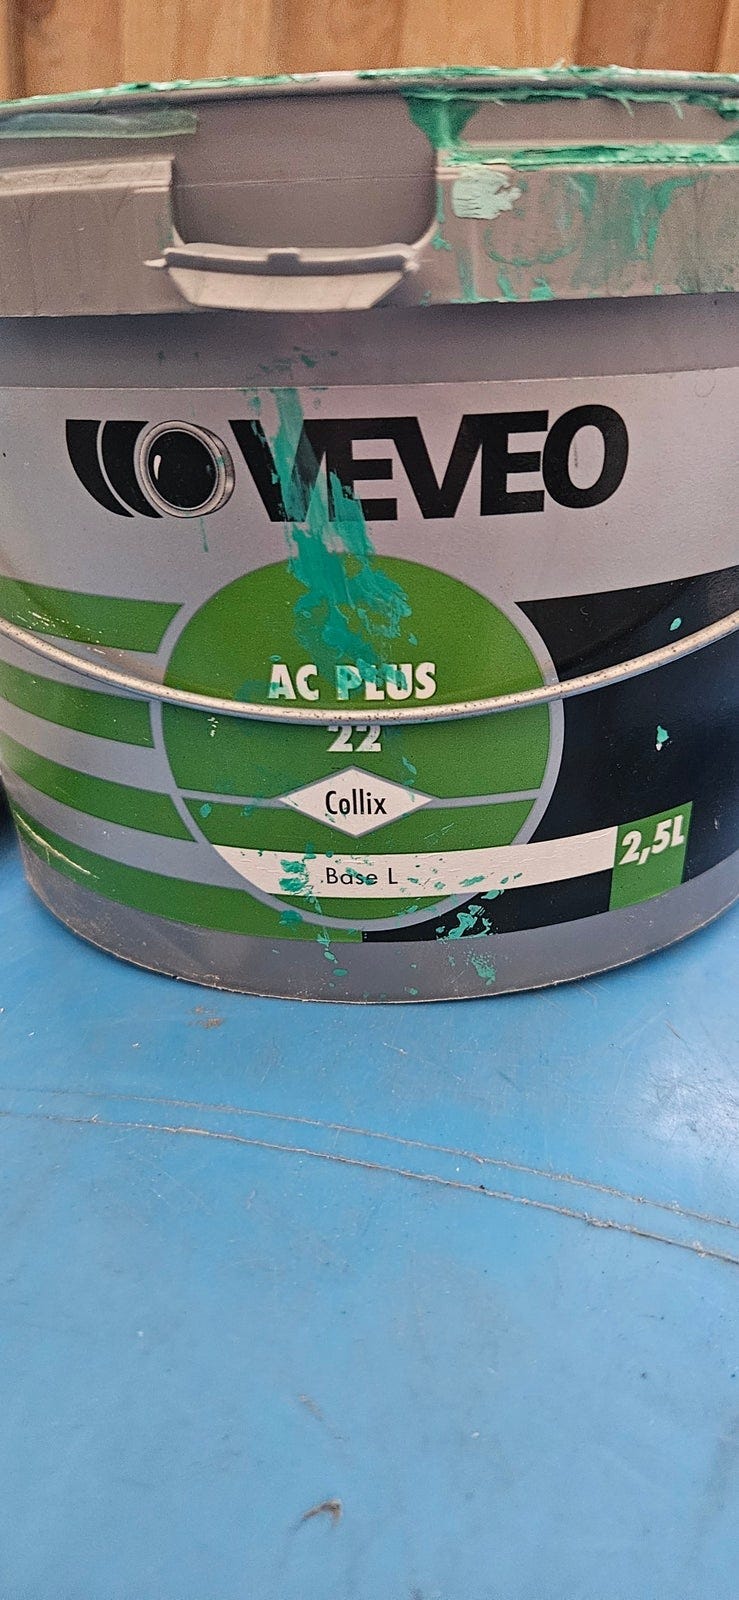 VEVEO
AC PLUS
22
Collix
2,5L
Base L